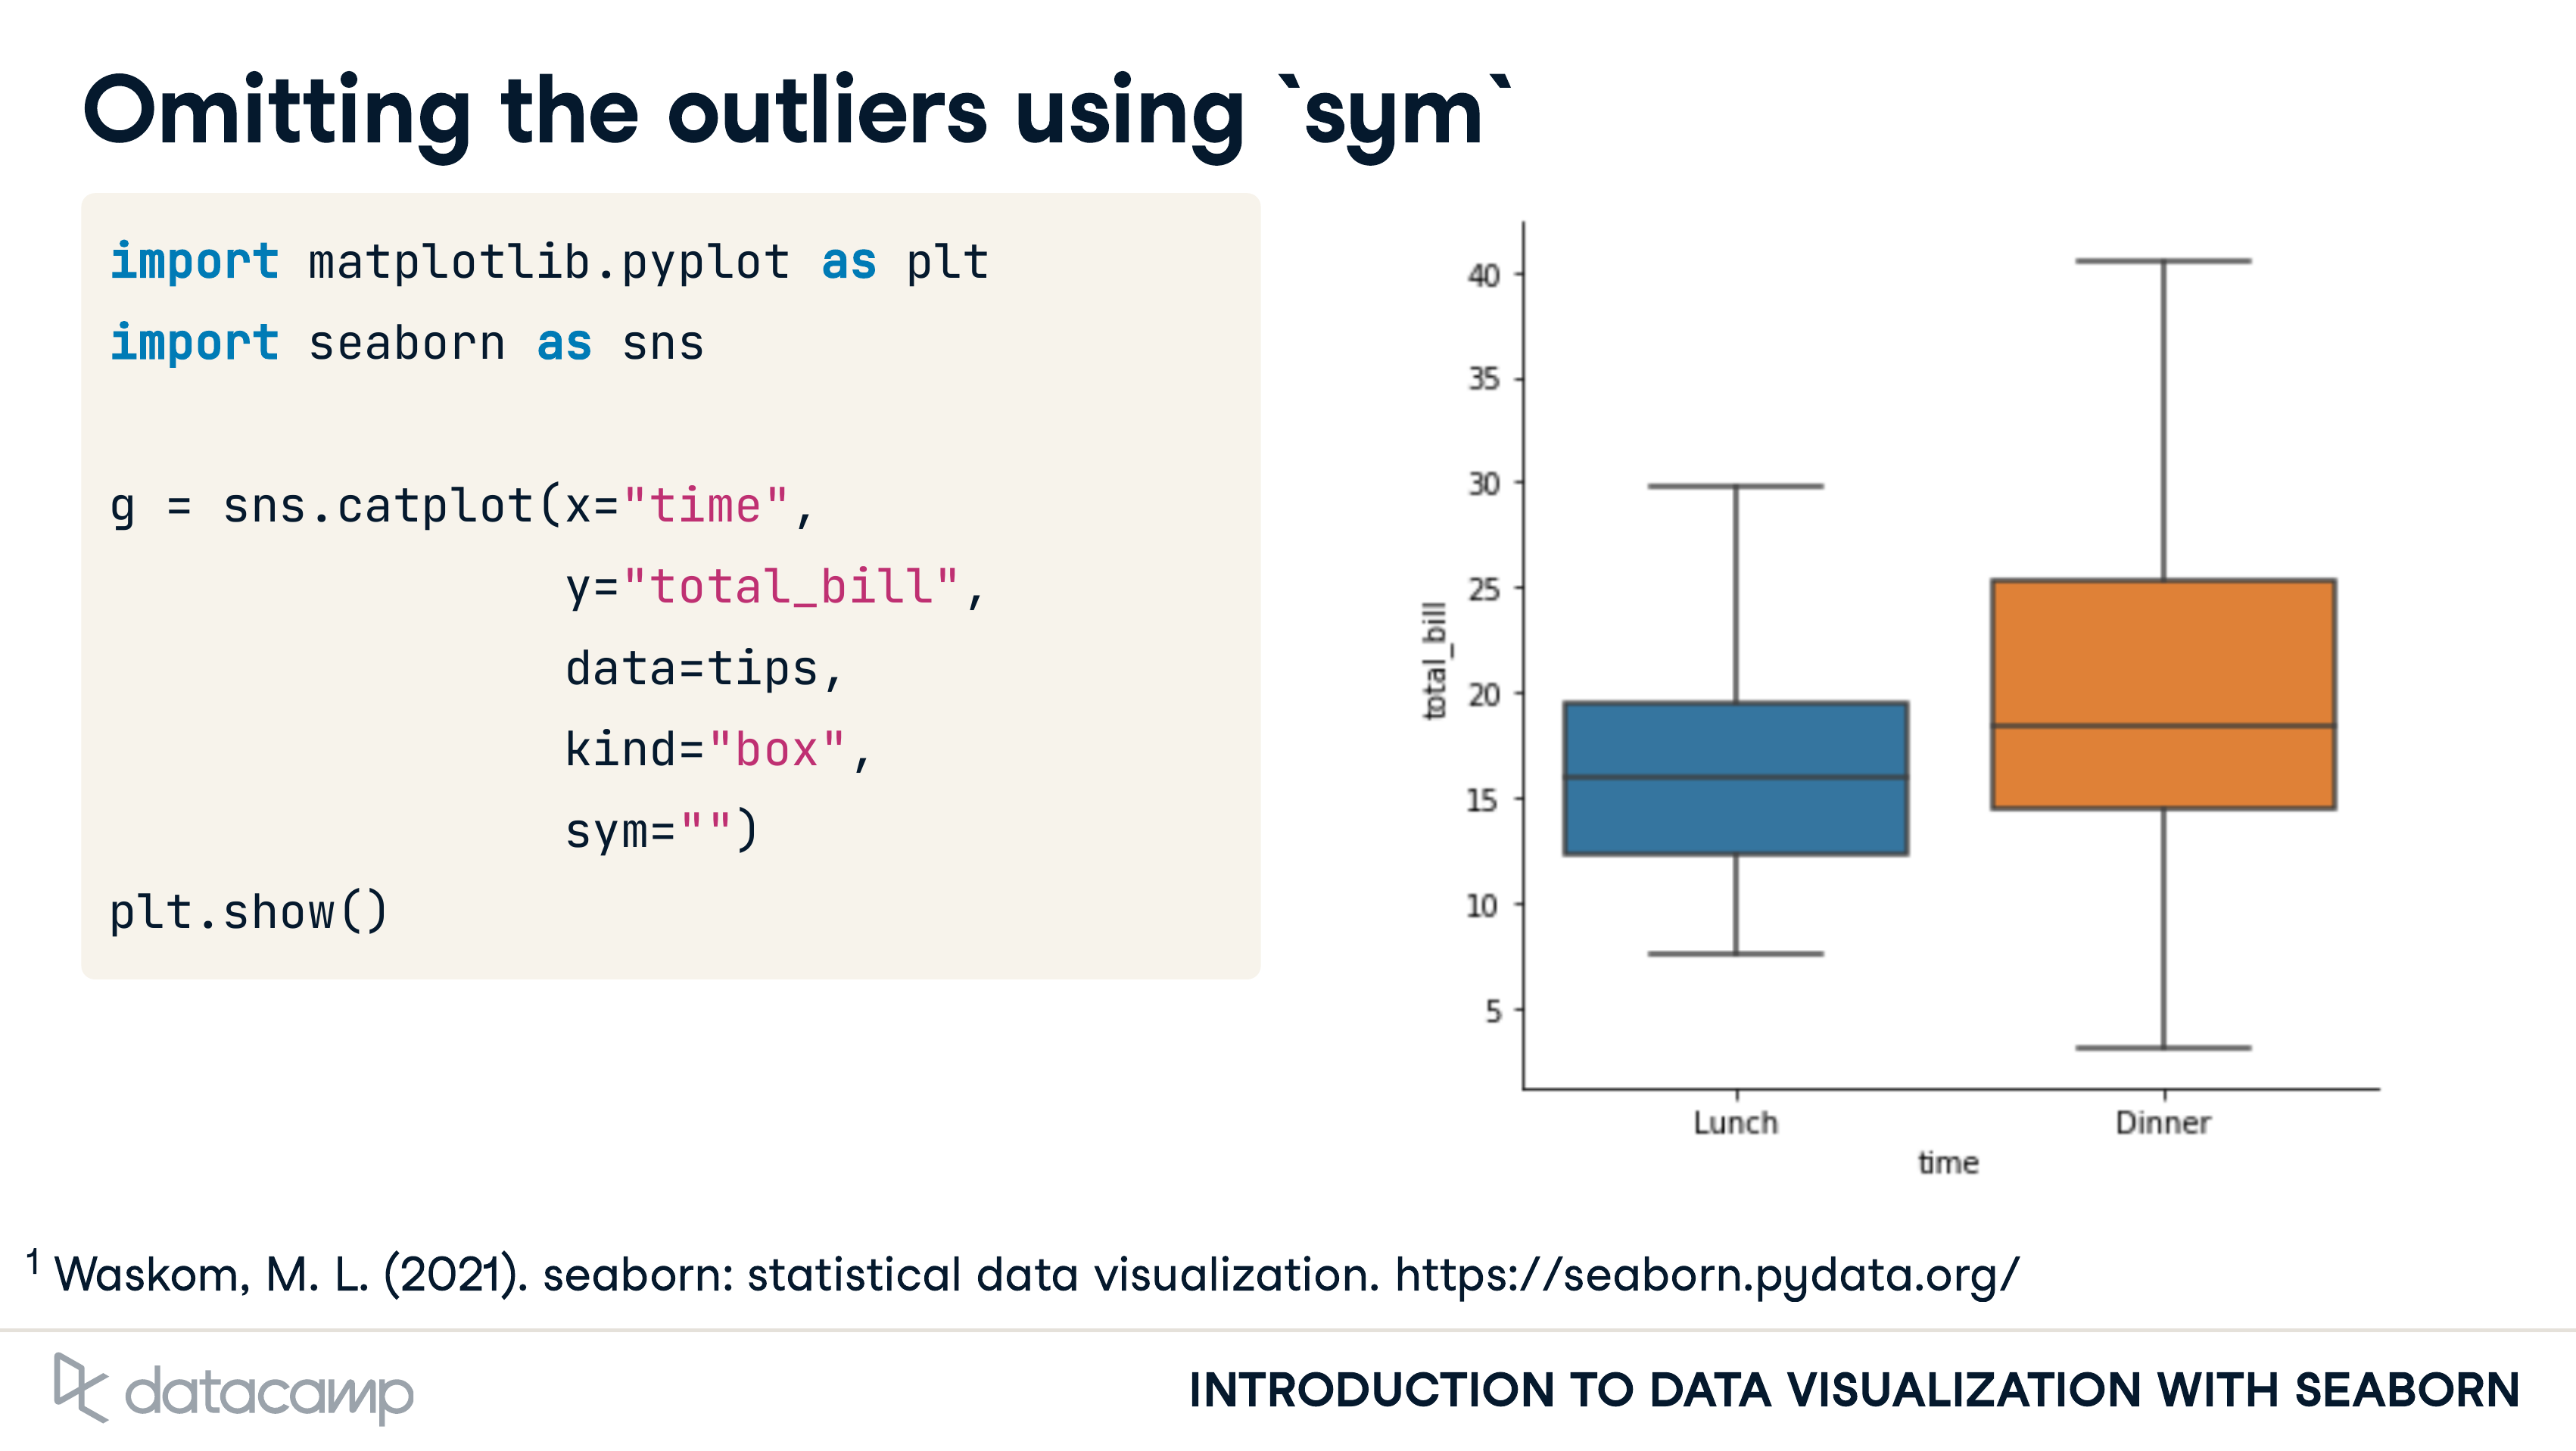 Omitting the outliers using `sym`
import matplotlib.pyplot as plt
import seaborn as sns
g = sns.catplot(x="time",
y="total_bill",
data=tips,
kind="box",
sym="")
plt.show()
40
35
30
25
20
15
10
5
total_bill
Lunch Dinner
time
1 Waskom, M. L. (2021). seaborn: statistical data visualization. https://seaborn.pydata.org/
datacamp
INTRODUCTION TO DATA VISUALIZATION WITH SEABORN